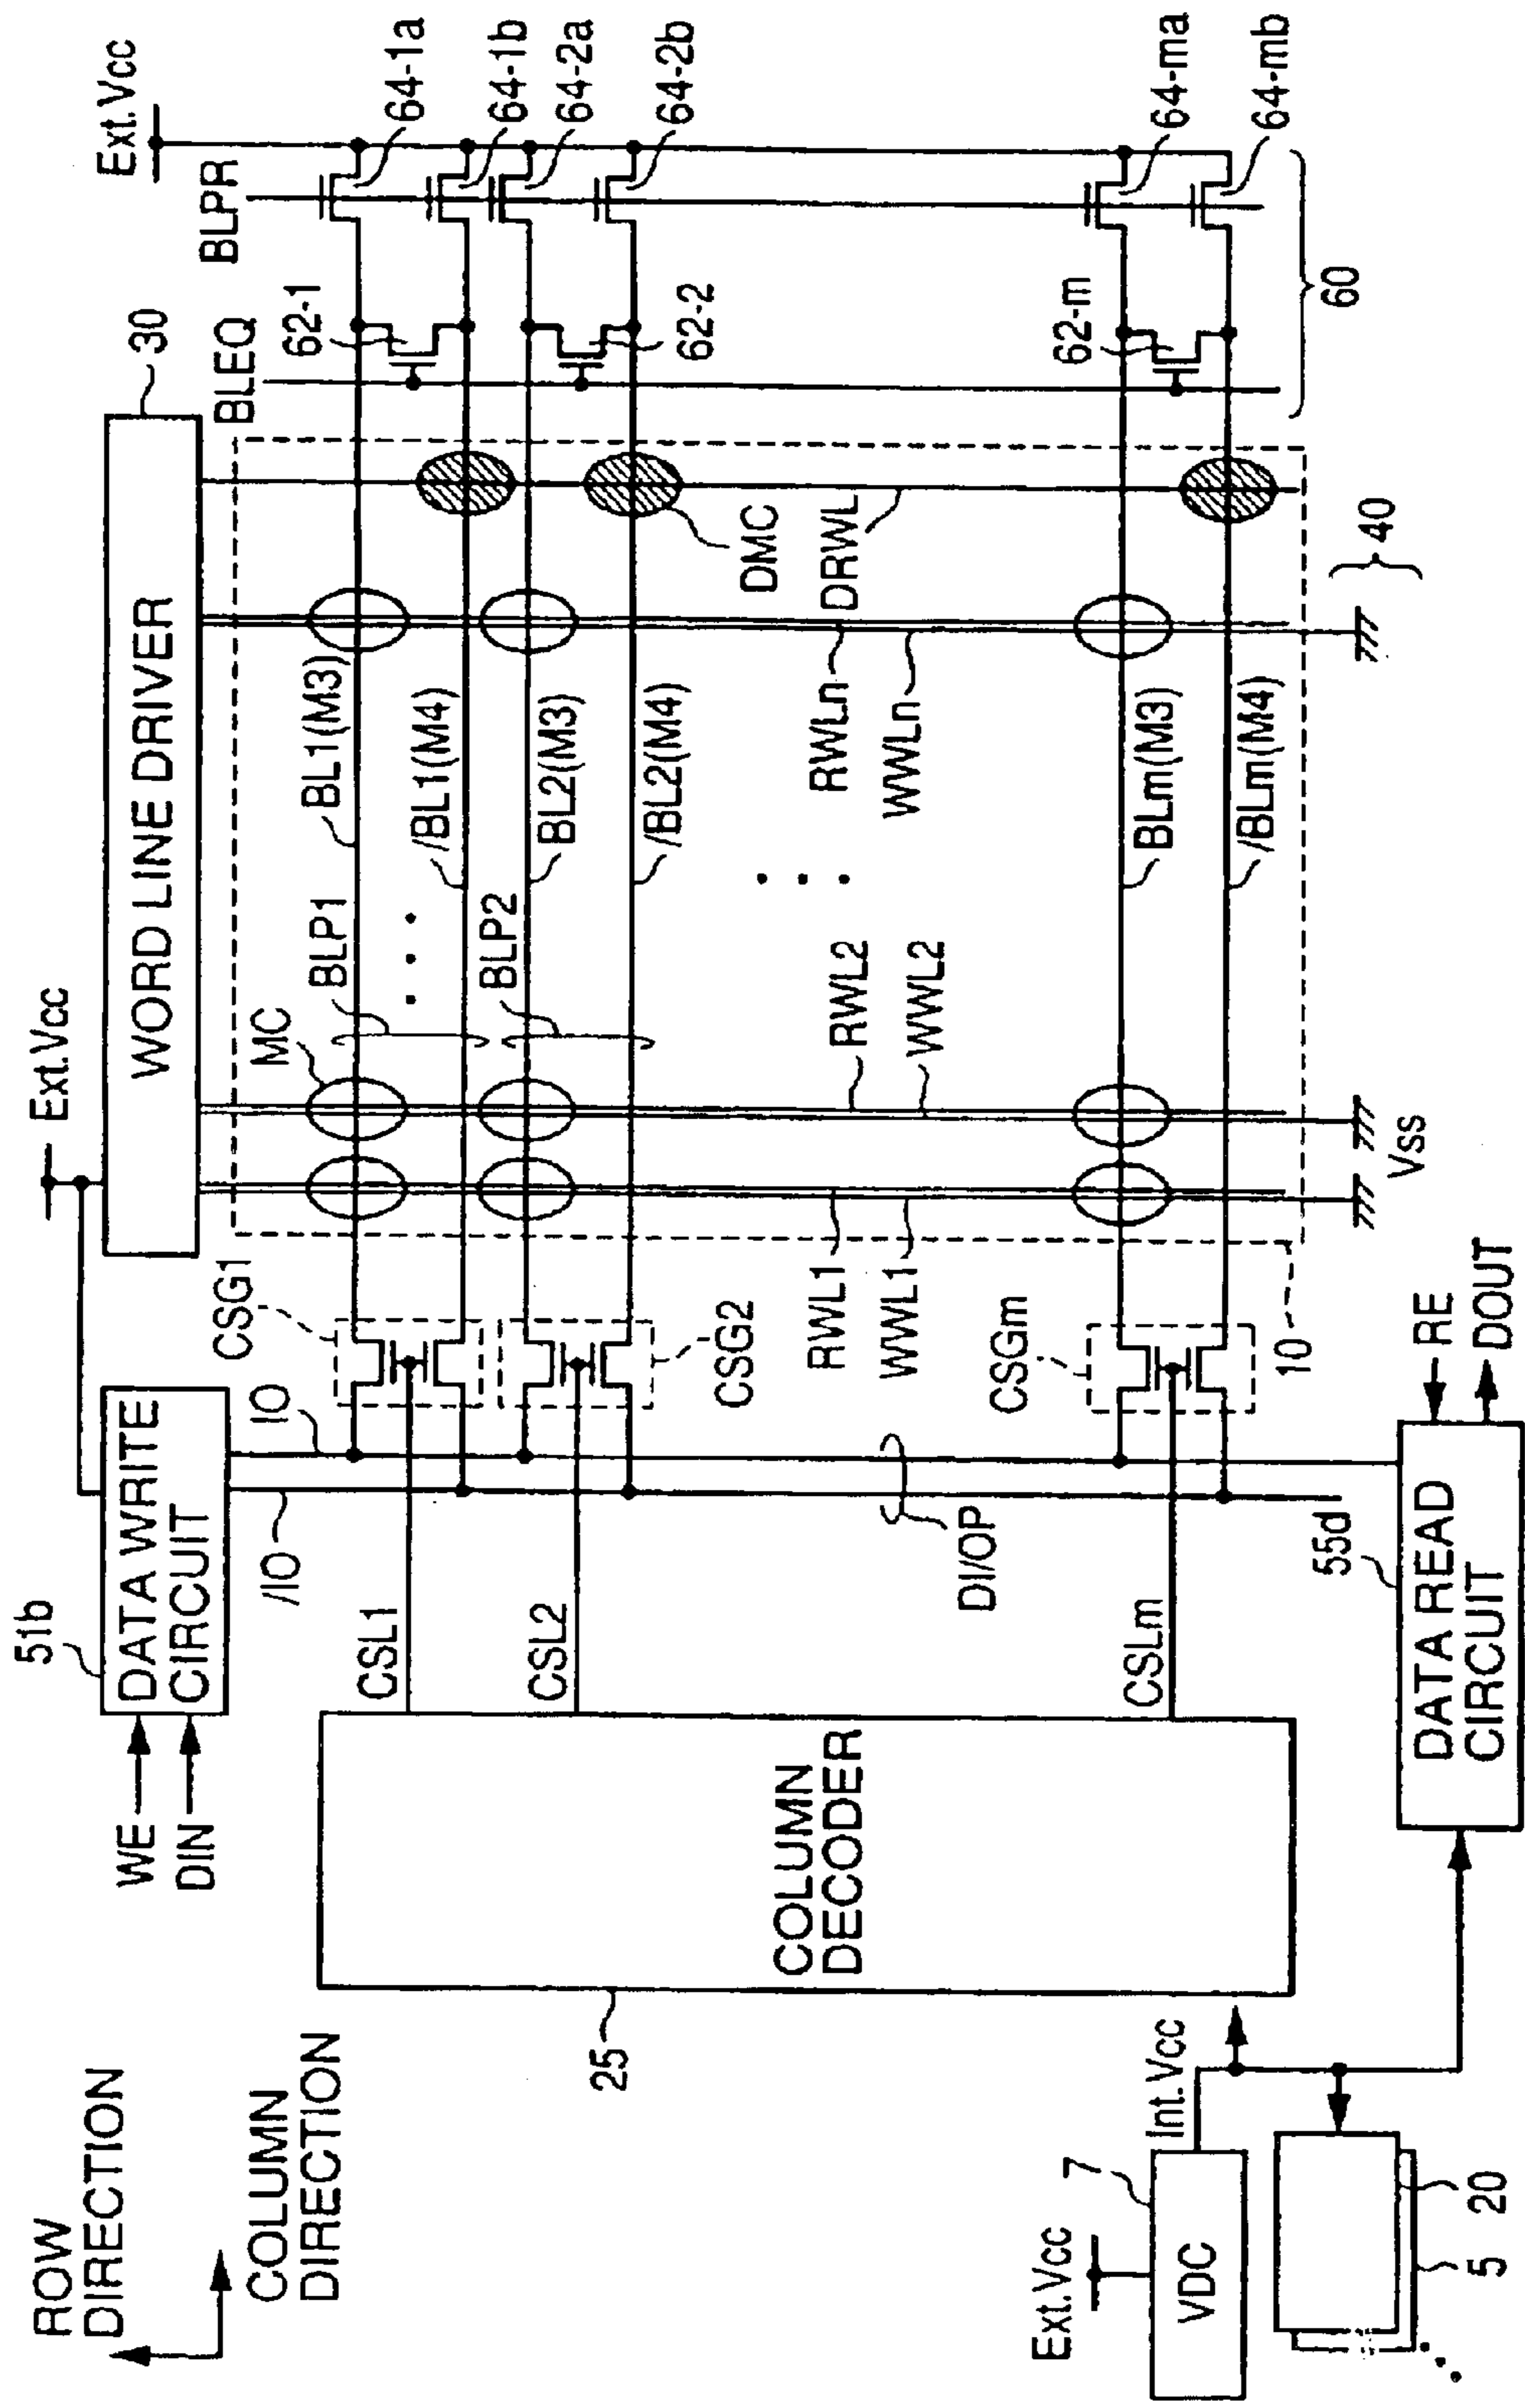 ROW
DIRECTION
COLUMN
DIRECTION
WE
DIN
51b
DATA WRITE
CIRCUIT
Ext.Vcc
WORD LINE DRIVER
30
Ext.Vcc
BLPR
BLEQ
IO
/IO
CSL1
CSL2
CSLm
25
COLUMN
DECODER
CSG1
CSG2
CSGm
MC
BLP1
BLP2
BL1(M3)
/BL1(M4)
BL2(M3)
/BL2(M4)
BLm(M3)
/BLm(M4)
62-1
62-2
62-m
64-1a
64-1b
64-2a
64-2b
64-ma
64-mb
DMC
DRWL
RWL1
WWL1
RWL2
WWL2
RWLn
WWLn
DI/OP
10
Vss
40
60
Ext.Vcc
7
VDC
Int.Vcc
20
5
55d
DATA READ
CIRCUIT
RE
DOUT